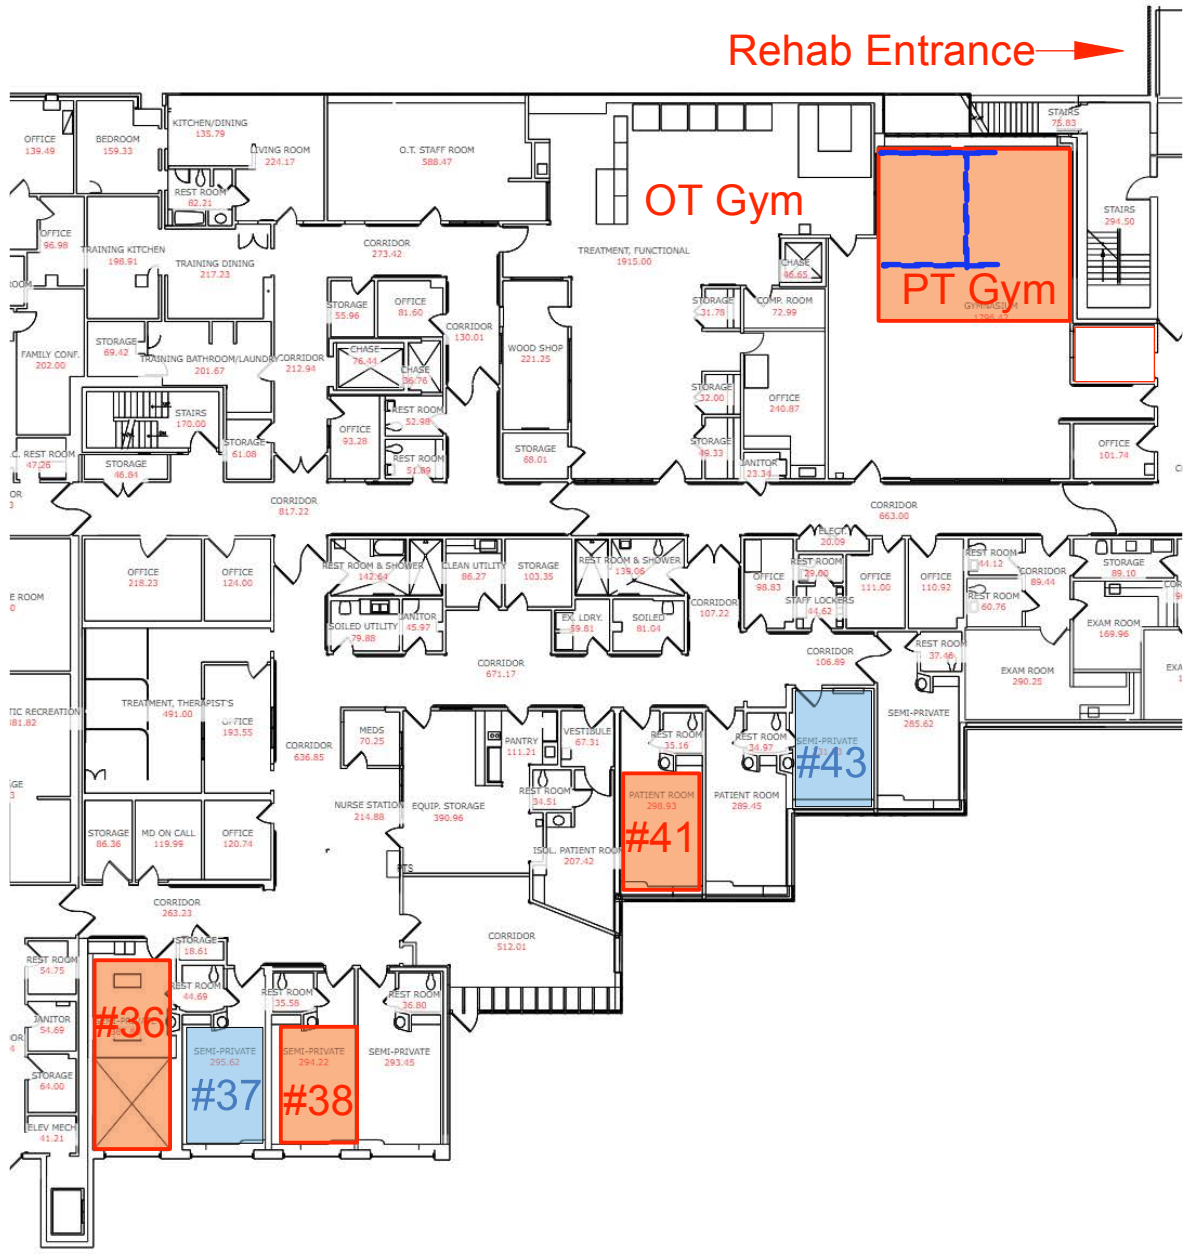 Rehab Entrance
STAIRS
75.83
KITCHEN/DINING
135.79
OFFICE
139.49
BEDROOM
159.33
LIVING ROOM
224.17
O.T. STAFF ROOM
588.47
REST ROOM
82.21
OT Gym
STAIRS
294.50
OFFICE
96.98
CORRIDOR
273.42
TRAINING KITCHEN
198.91
TRAINING DINING
217.23
TREATMENT, FUNCTIONAL
1915.00
CHASE
46.65
PT Gym
GYMNASIUM
STORAGE
55.96
OFFICE
81.60
STORAGE
31.78
COMP. ROOM
72.99
CORRIDOR
130.01
STORAGE
69.42
FAMILY CONF.
202.00
TRAINING BATHROOM/LAUNDRY
201.67
CORRIDOR
212.94
CHASE
76.44
CHASE
36.76
WOOD SHOP
221.25
STORAGE
32.00
OFFICE
240.87
STAIRS
170.00
REST ROOM
52.98
OFFICE
93.28
STORAGE
61.08
REST ROOM
47.26
STORAGE
46.84
REST ROOM
51.89
STORAGE
68.01
STORAGE
49.33
JANITOR
23.34
OFFICE
101.74
CORRIDOR
817.22
CORRIDOR
663.00
ELECT.
20.09
OFFICE
218.23
OFFICE
124.00
REST ROOM & SHOWER
142.64
CLEAN UTILITY
86.27
STORAGE
103.35
REST ROOM & SHOWER
139.06
OFFICE
98.83
REST ROOM
29.00
OFFICE
111.00
OFFICE
110.92
REST ROOM
44.12
CORRIDOR
89.44
STORAGE
89.10
SOILED UTILITY
79.88
JANITOR
45.97
EX. LDRY.
59.81
SOILED
81.04
CORRIDOR
107.22
STAFF LOCKERS
44.62
REST ROOM
60.76
EXAM ROOM
169.96
CORRIDOR
671.17
CORRIDOR
106.89
REST ROOM
37.46
EXAM ROOM
290.25
TREATMENT, THERAPIST'S
491.00
OFFICE
193.55
SEMI-PRIVATE
285.62
MEDS
70.25
CORRIDOR
636.85
PANTRY
111.21
VESTIBULE
67.31
REST ROOM
35.16
REST ROOM
34.97
SEMI-PRIVATE
#43
REST ROOM
34.51
NURSE STATION
214.88
EQUIP. STORAGE
390.96
PATIENT ROOM
298.93
#41
PATIENT ROOM
289.45
STORAGE
86.36
MD ON CALL
119.99
OFFICE
120.74
ISOL. PATIENT ROOM
207.42
PTS
CORRIDOR
263.23
CORRIDOR
512.01
STORAGE
18.61
REST ROOM
54.75
REST ROOM
44.69
REST ROOM
35.58
REST ROOM
36.80
JANITOR
54.69
#36
SEMI-PRIVATE
295.62
#37
SEMI-PRIVATE
294.22
#38
SEMI-PRIVATE
293.45
STORAGE
64.00
ELEV MECH
41.21